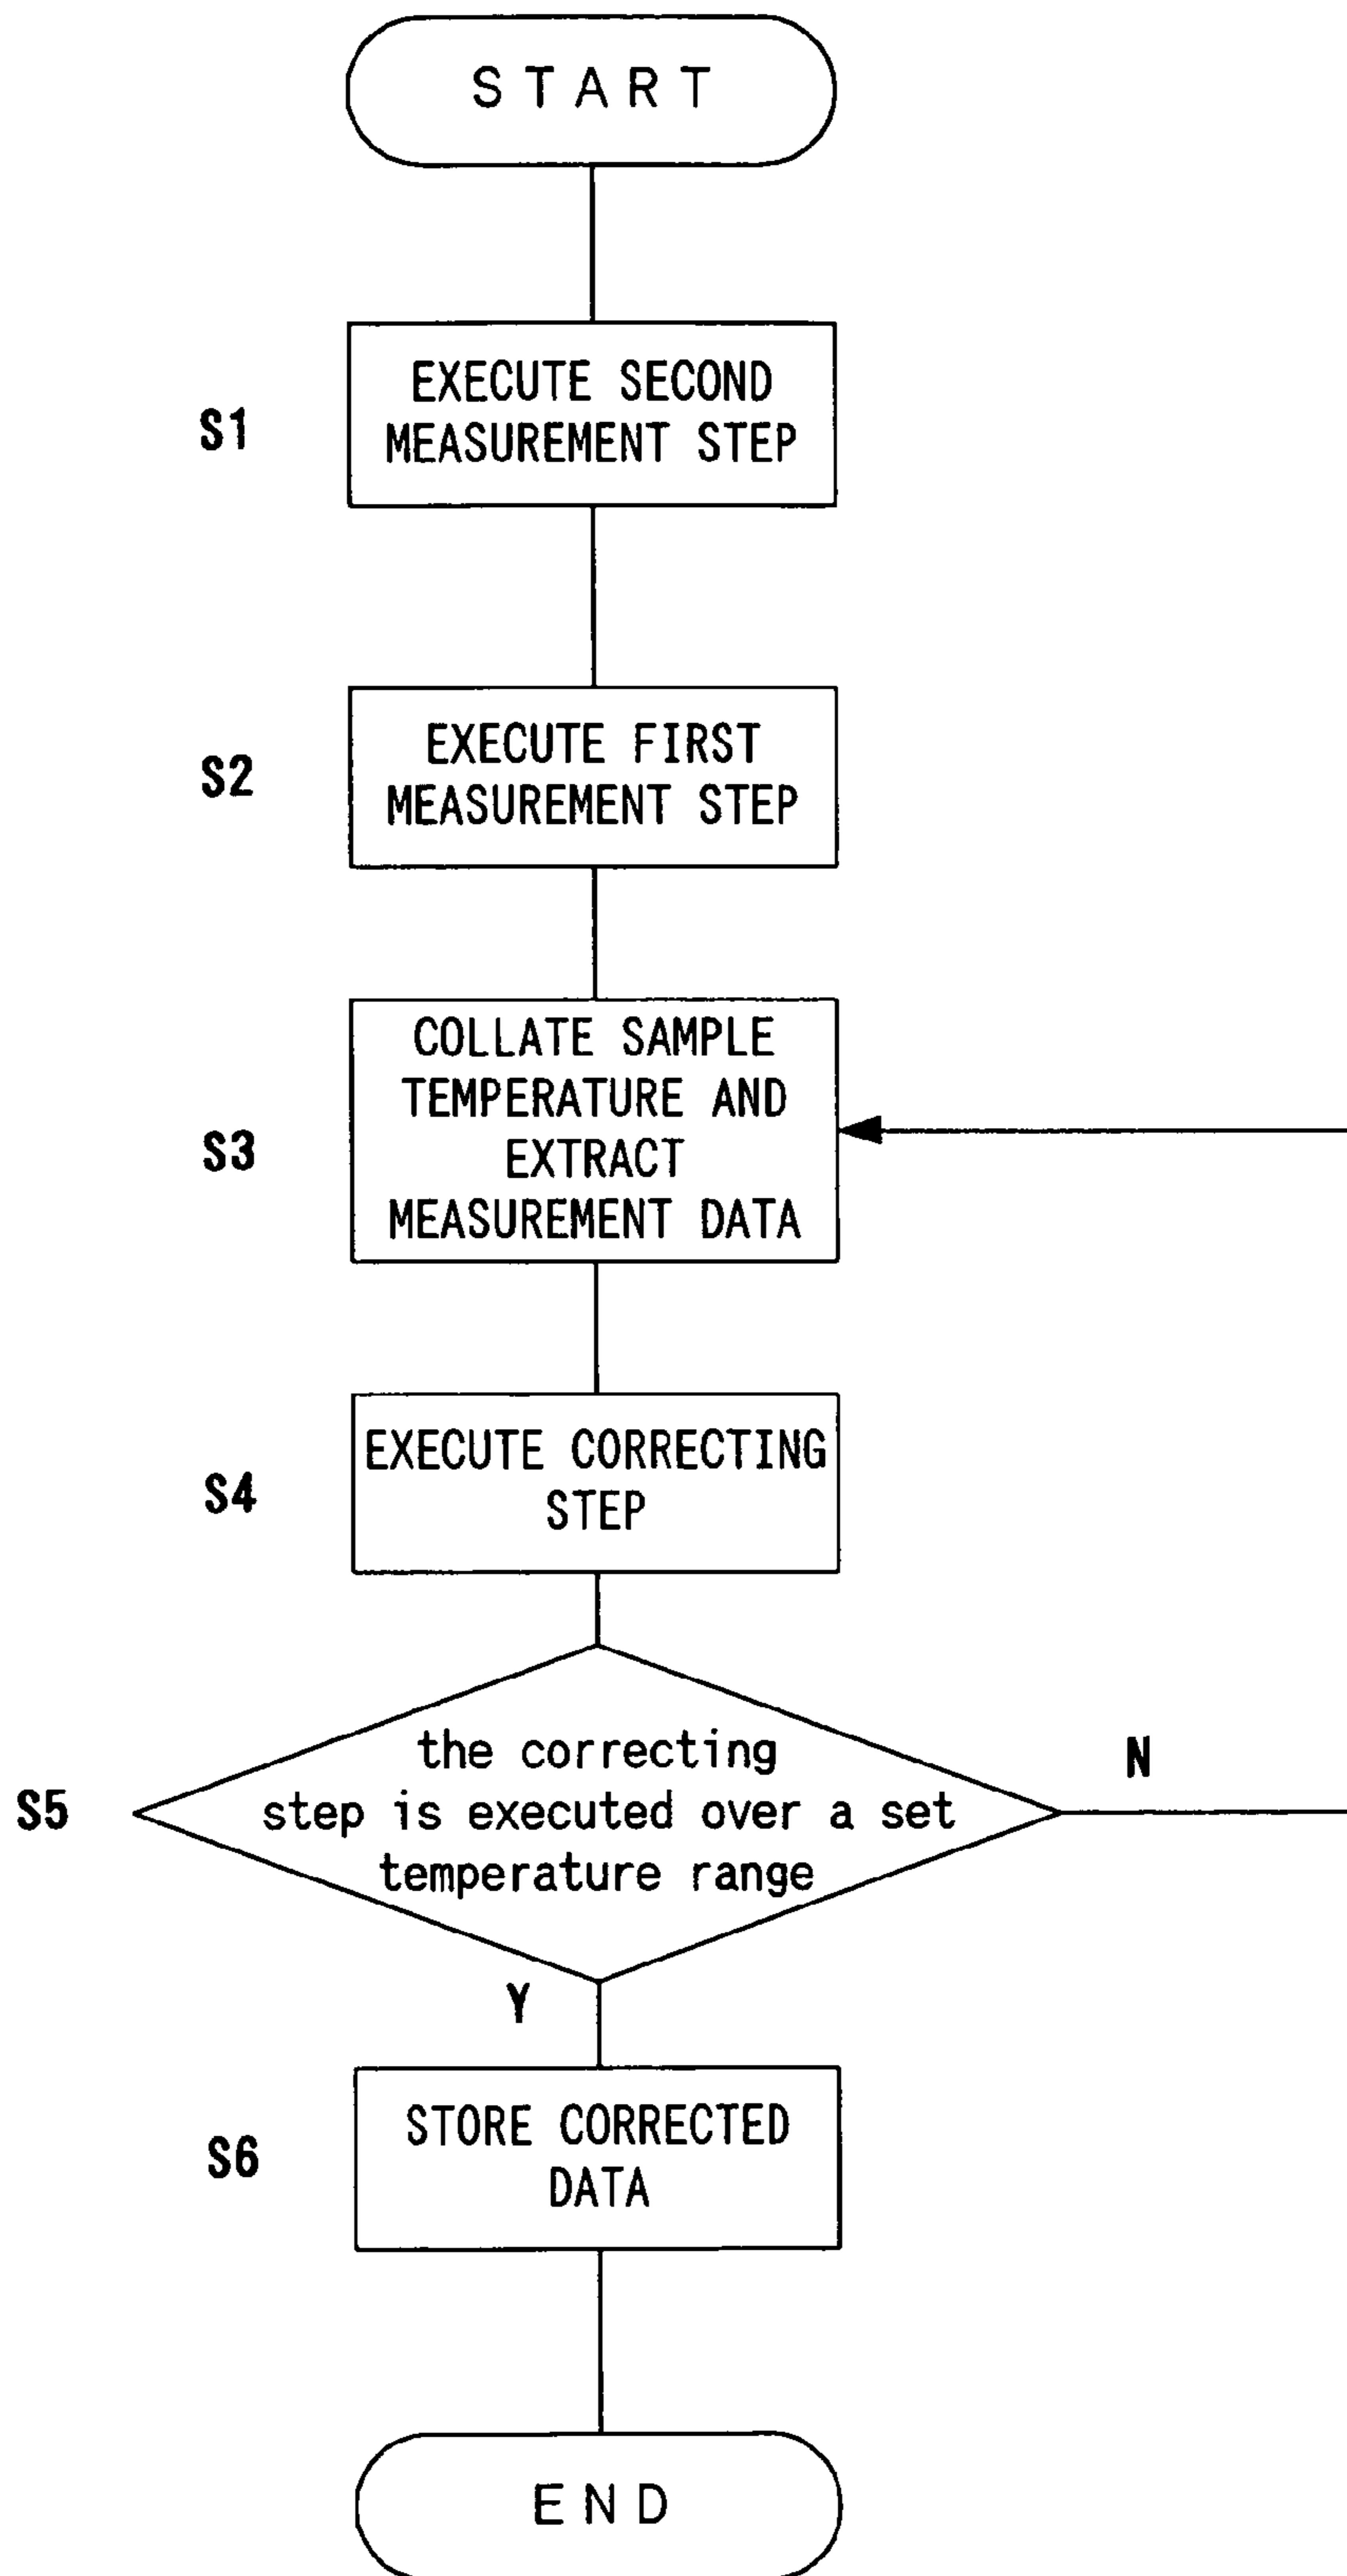 START
S1
EXECUTE SECOND
MEASUREMENT STEP
S2
EXECUTE FIRST
MEASUREMENT STEP
S3
COLLATE SAMPLE
TEMPERATURE AND
EXTRACT
MEASUREMENT DATA
S4
EXECUTE CORRECTING
STEP
S5
the correcting
step is executed over a set
temperature range
N
Y
S6
STORE CORRECTED
DATA
END